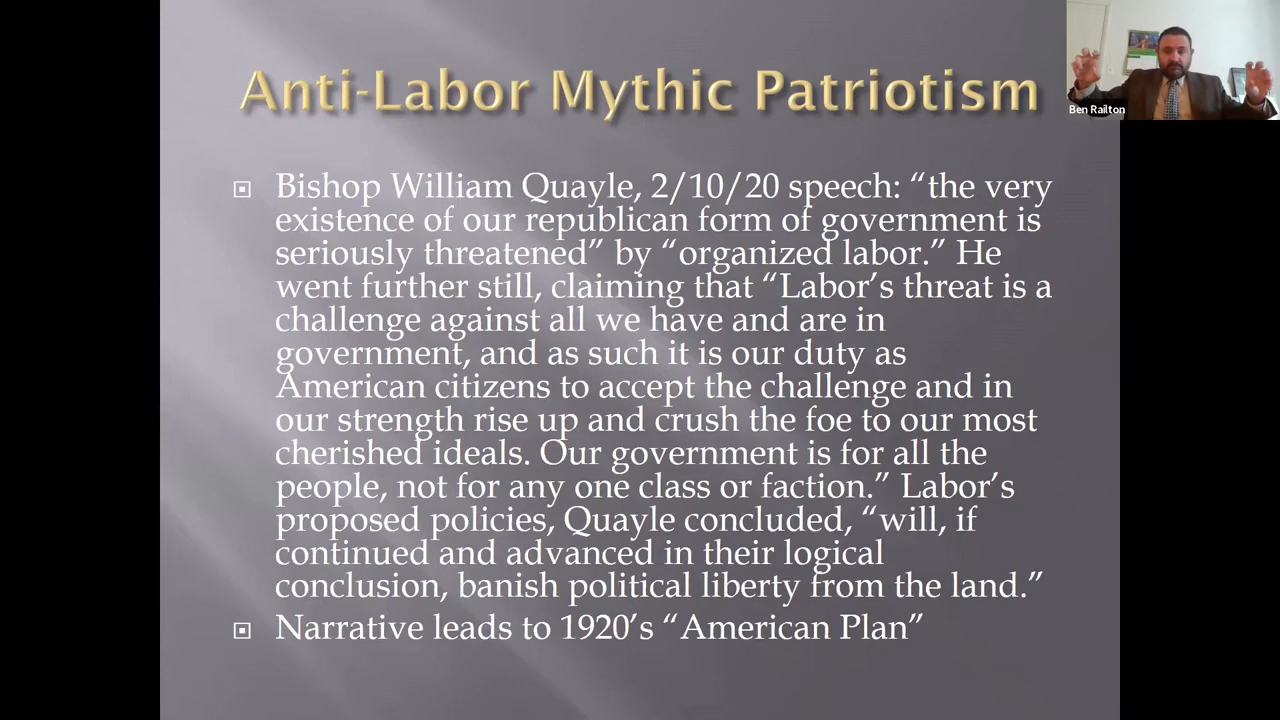 Anti-Labor Mythic Patriotism
Ben Railton
Bishop William Quayle, 2/10/20 speech: “the very
existence of our republican form of government is
seriously threatened” by “organized labor.” He
went further still, claiming that “Labor’s threat is a
challenge against all we have and are in
government, and as such it is our duty as
American citizens to accept the challenge and in
our strength rise up and crush the foe to our most
cherished ideals. Our government is for all the
people, not for any one class or faction.” Labor’s
proposed policies, Quayle concluded, “will, if
continued and advanced in their logical
conclusion, banish political liberty from the land.”
Narrative leads to 1920’s “American Plan”